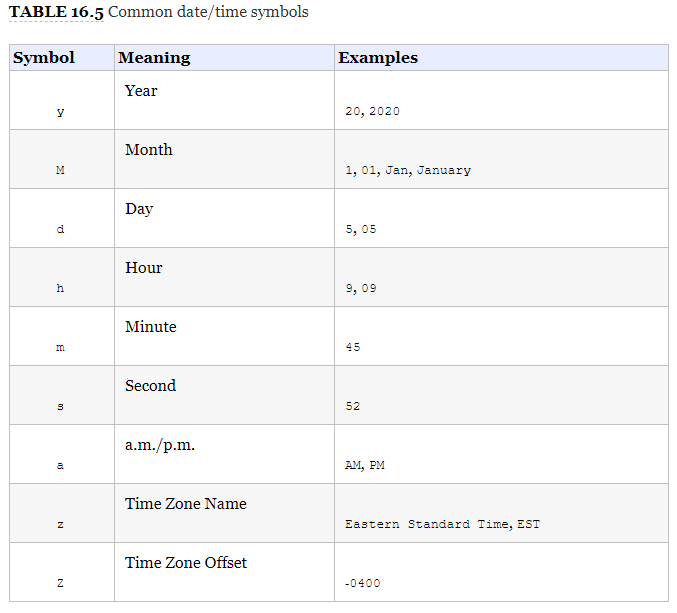 TABLE 16.5 Common date/time symbols
Symbol Meaning Examples
y Year 20, 2020
M Month 1, 01, Jan, January
d Day 5, 05
h Hour 9, 09
m Minute 45
s Second 52
a a.m./p.m. AM, PM
z Time Zone Name Eastern Standard Time, EST
Z Time Zone Offset -0400